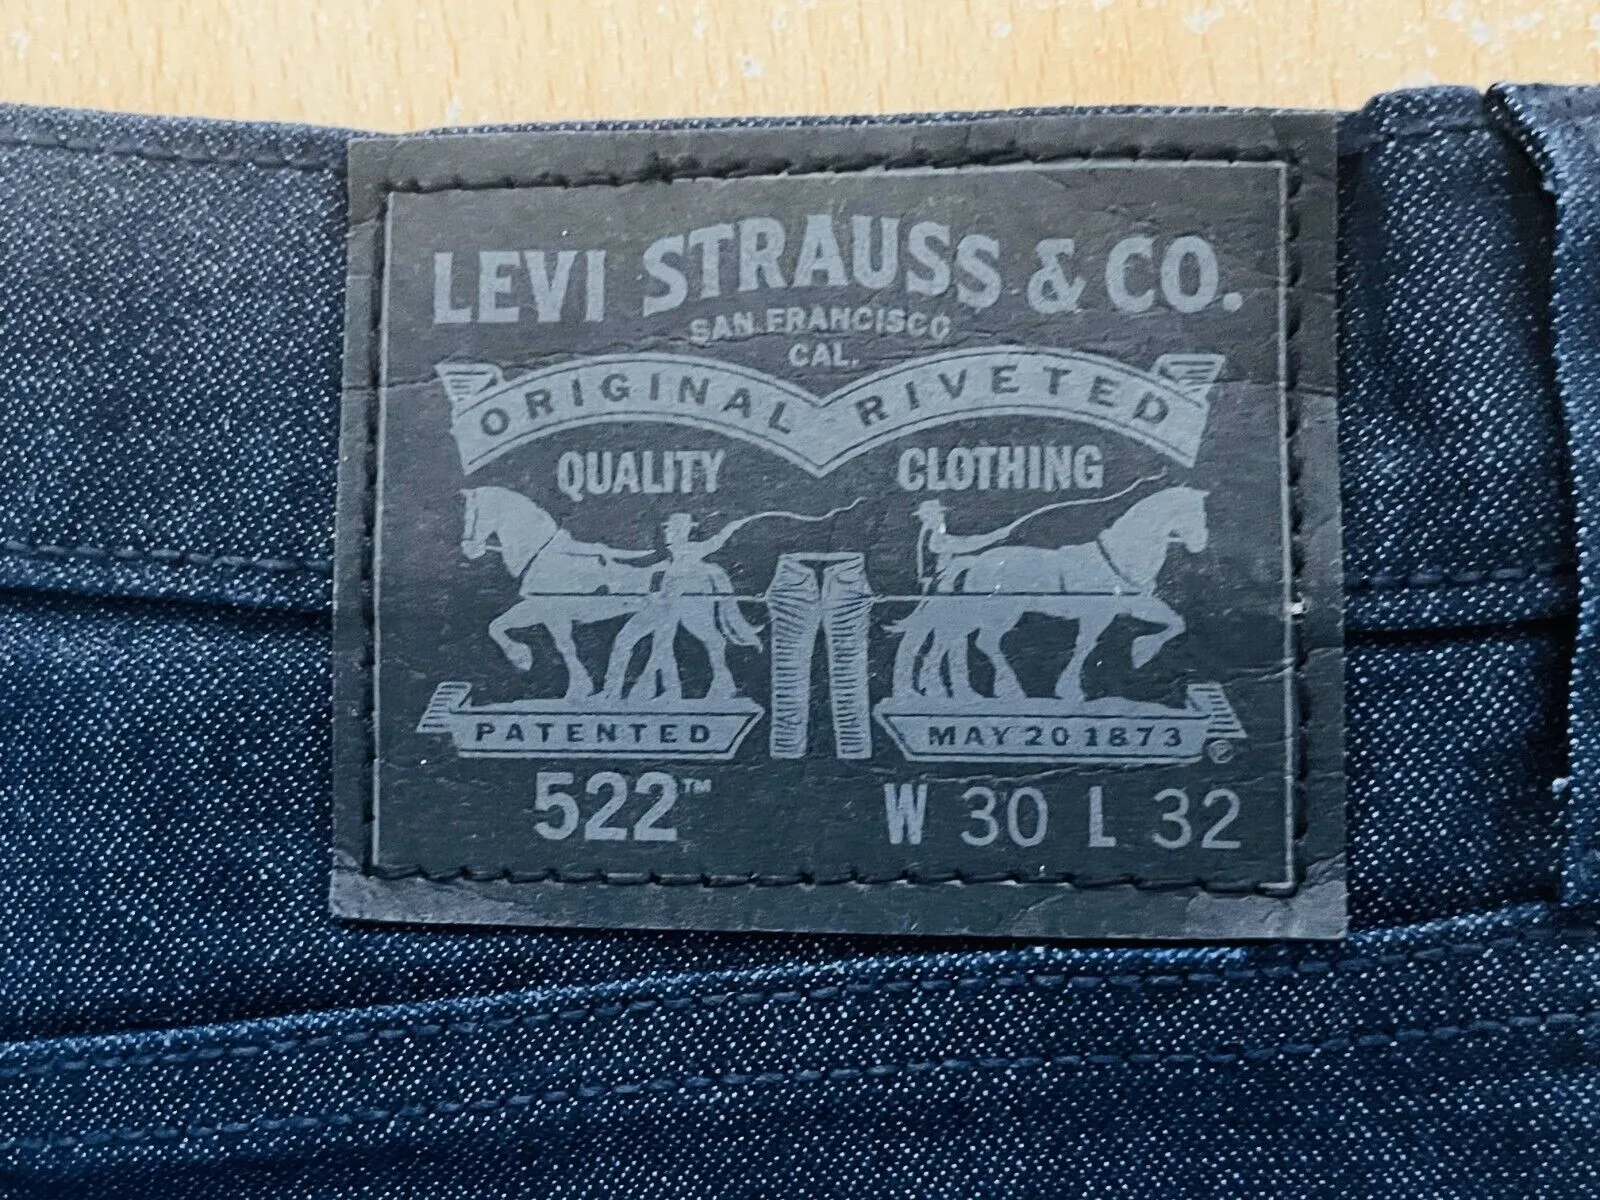 LEVI STRAUSS & CO.
SAN FRANCISCO
CAL.
ORIGINAL RIVETED
QUALITY CLOTHING
PATENTED MAY 20 1873 ®
522™ W 30 L 32